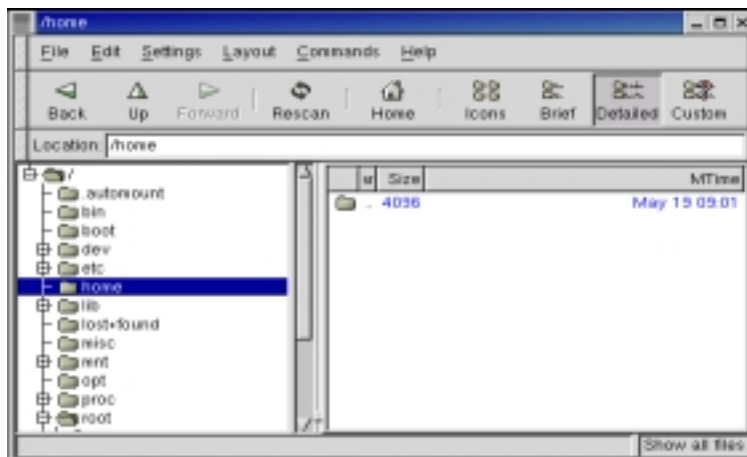 /home
File Edit Settings Layout Commands Help
Back Up Forward Rescan Home Icons Brief Detailed Custom
Location: /home
/
.automount
bin
boot
dev
etc
home
lib
lost+found
misc
mnt
opt
proc
root
Size MTime
.. 4096 May 19 09:01
Show all files